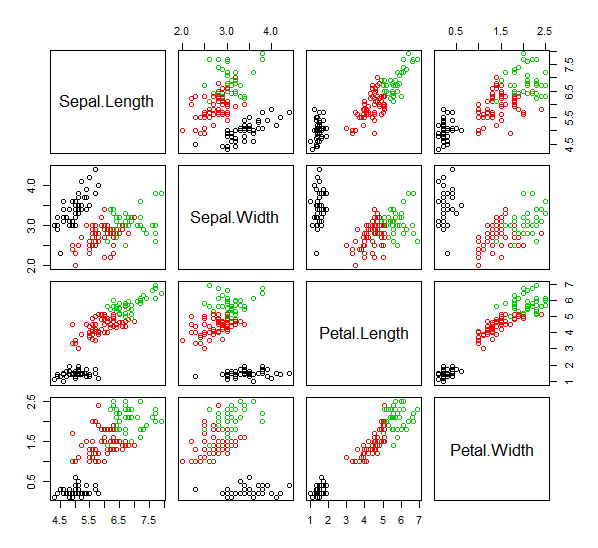 2.0 3.0 4.0 0.5 1.5 2.5
Sepal.Length
4.5 5.5 6.5 7.5
2.0 3.0 4.0
Sepal.Width
Petal.Length
1 2 3 4 5 6 7
0.5 1.5 2.5
Petal.Width
4.5 5.5 6.5 7.5 1 2 3 4 5 6 7